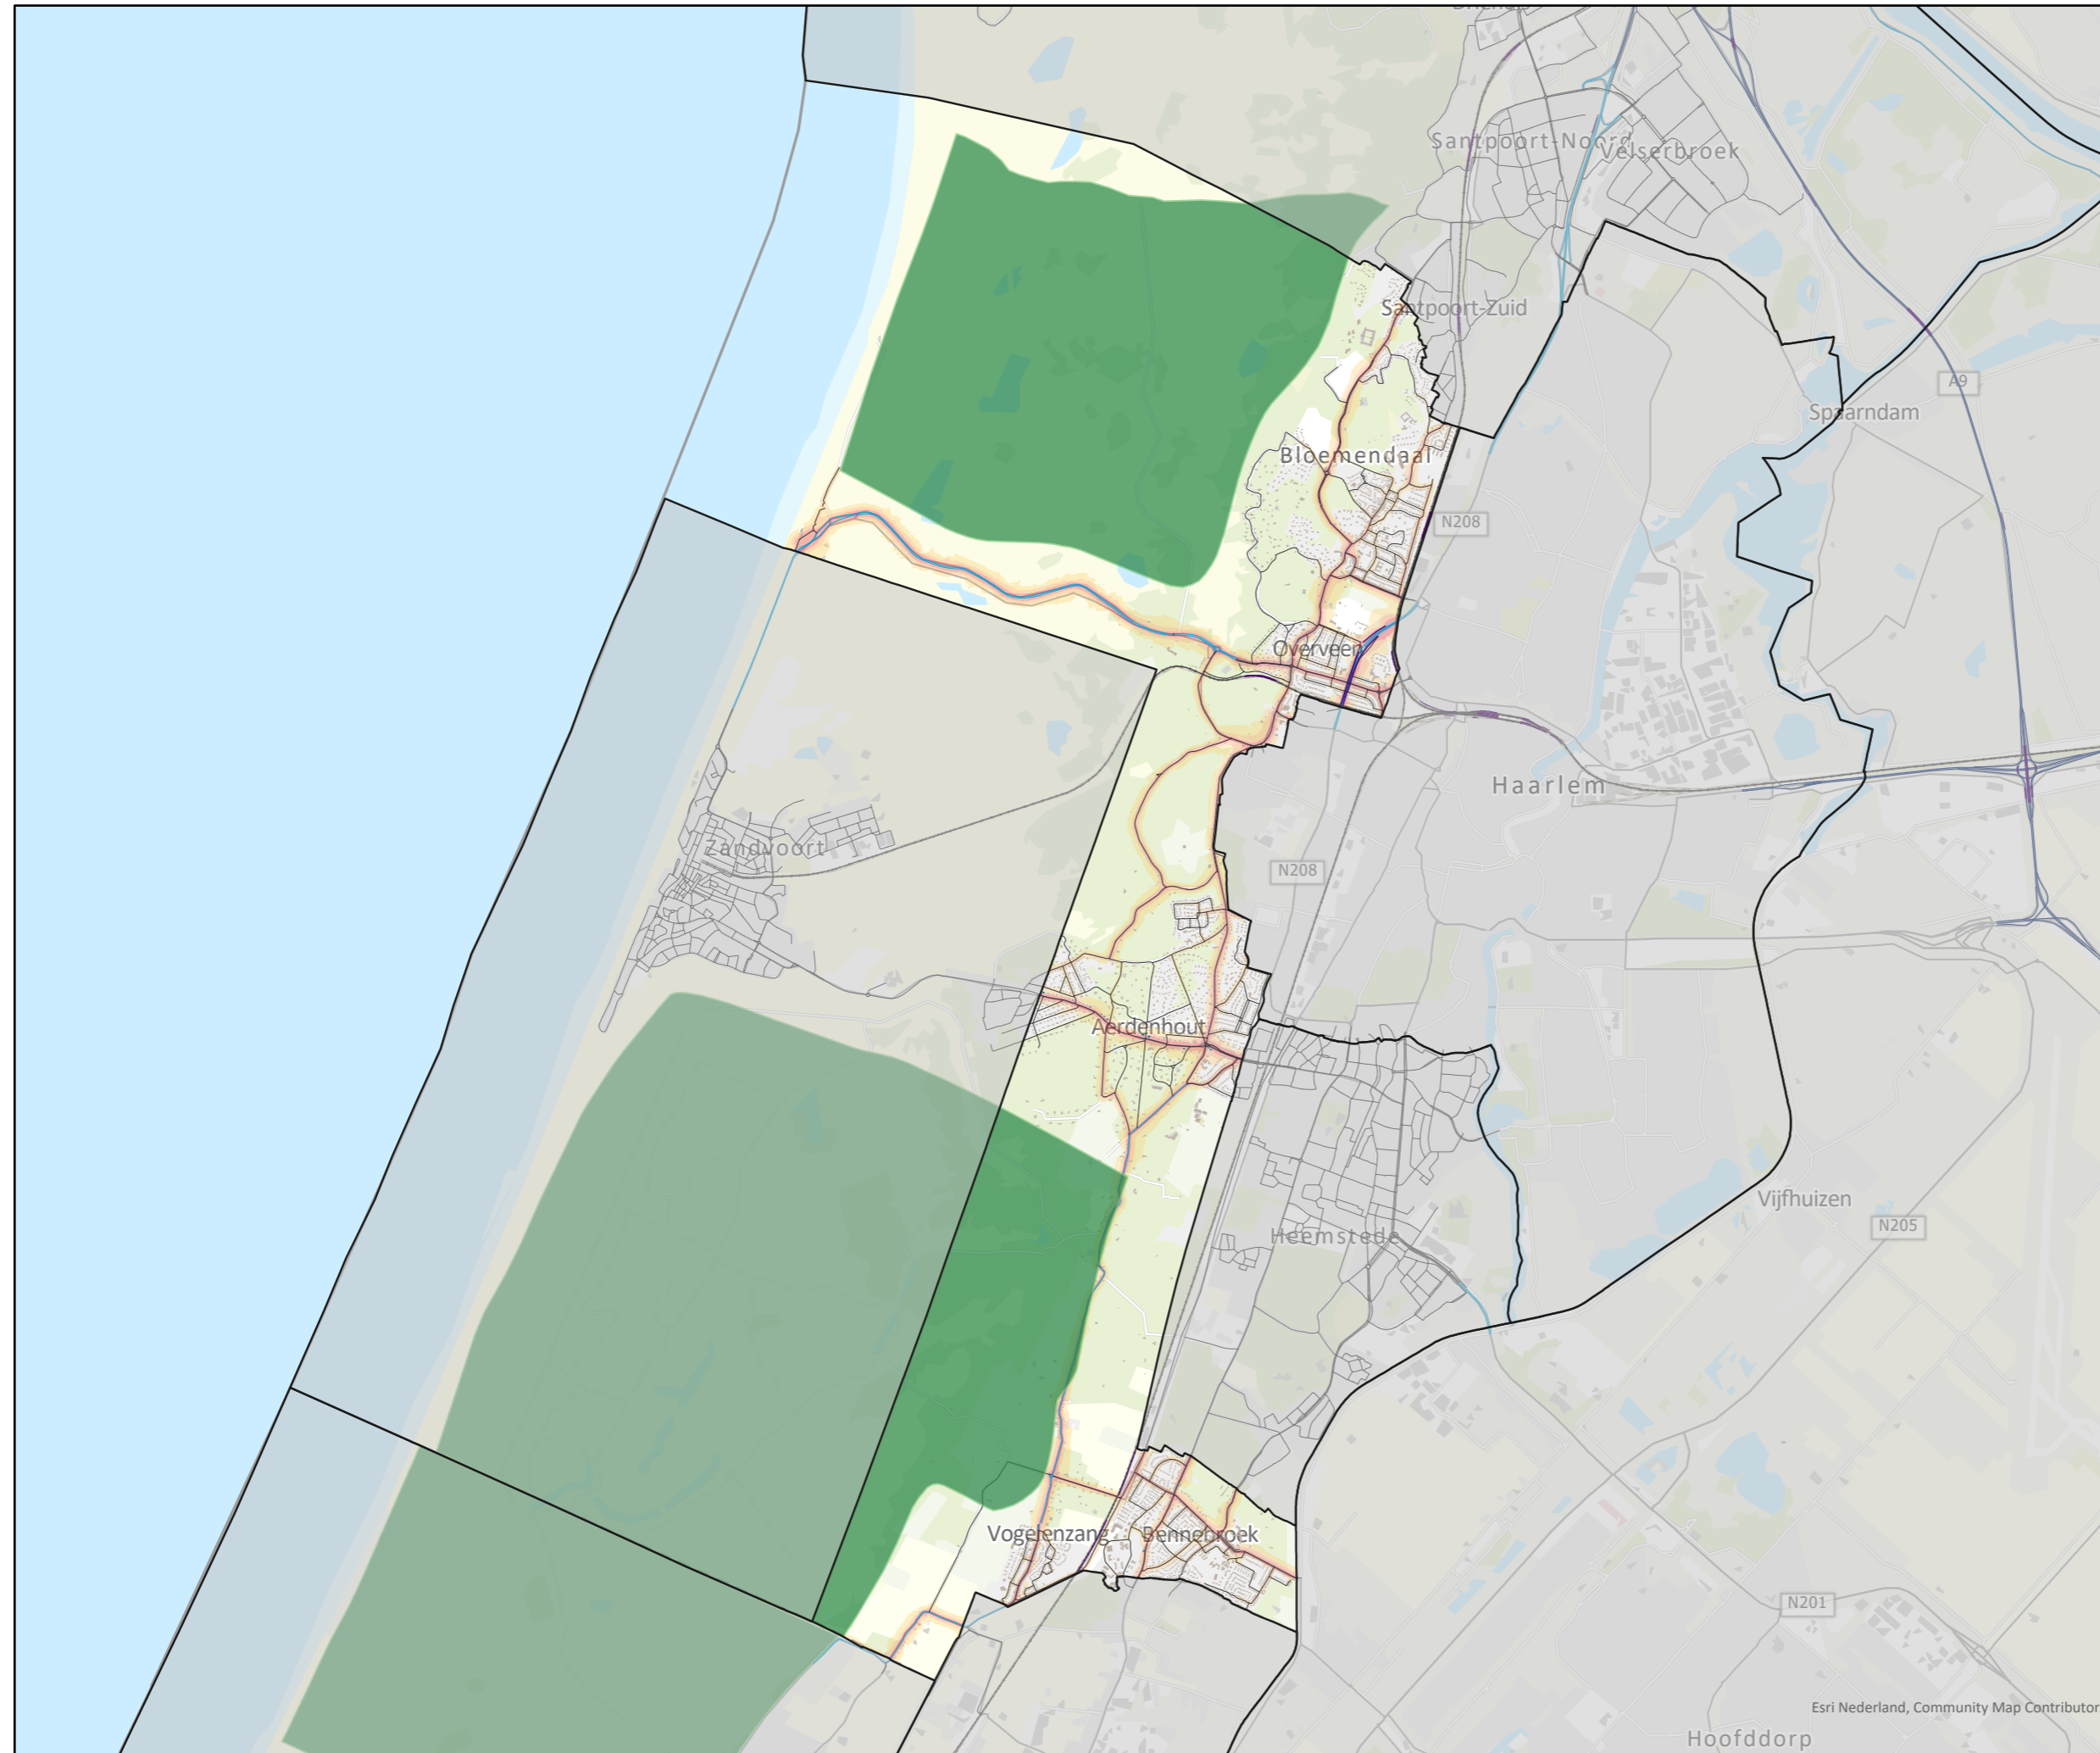 Driehuis
Santpoort-Noord
Velserbroek
Santpoort-Zuid
A9
Spaarndam
Bloemendaal
N208
Overveen
Haarlem
Zandvoort
N208
Aerdenhout
Vijfhuizen
N205
Heemstede
Vogelenzang
Bennebroek
N201
Esri Nederland, Community Map Contributor
Hoofddorp